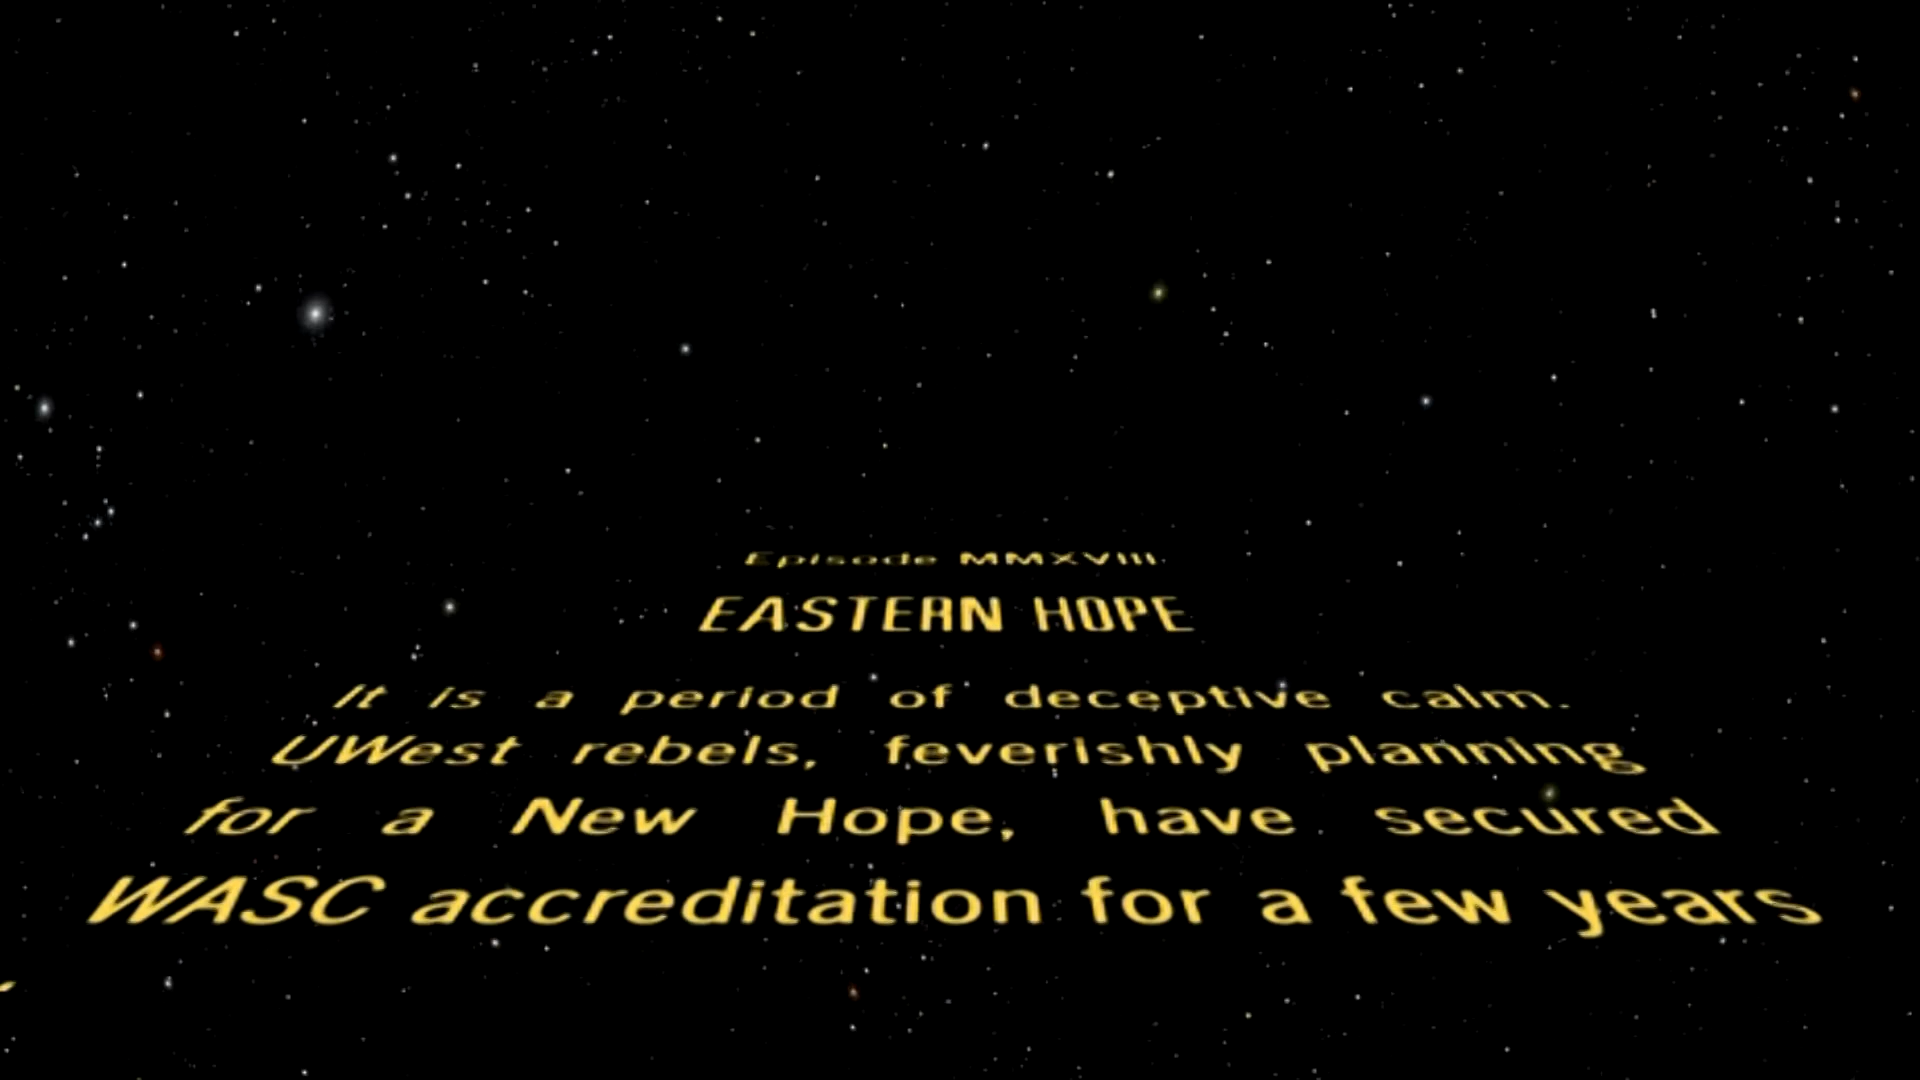 Episode MMXVIII
EASTERN HOPE
It is a period of deceptive calm.
UWest rebels, feverishly planning
for a New Hope, have secured
WASC accreditation for a few years